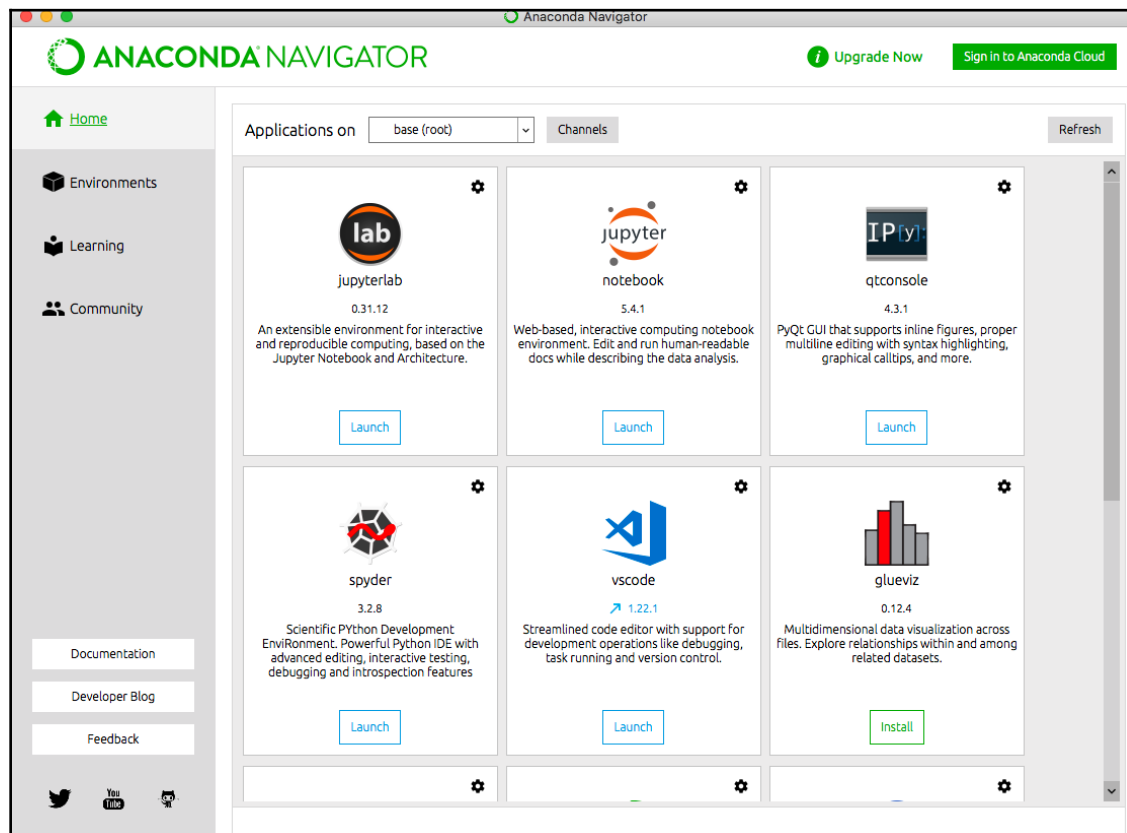 Anaconda Navigator
ANACONDA NAVIGATOR
i Upgrade Now
Sign in to Anaconda Cloud
Home
Environments
Learning
Community
Documentation
Developer Blog
Feedback
You
Tube
Applications on base (root) Channels Refresh
lab
jupyterlab
0.31.12
An extensible environment for interactive
and reproducible computing, based on the
Jupyter Notebook and Architecture.
Launch
jupyter
notebook
5.4.1
Web-based, interactive computing notebook
environment. Edit and run human-readable
docs while describing the data analysis.
Launch
IP[y]:
qtconsole
4.3.1
PyQt GUI that supports inline figures, proper
multiline editing with syntax highlighting,
graphical calltips, and more.
Launch
spyder
3.2.8
Scientific PYthon Development
EnviRonment. Powerful Python IDE with
advanced editing, interactive testing,
debugging and introspection features
Launch
vscode
1.22.1
Streamlined code editor with support for
development operations like debugging,
task running and version control.
Launch
glueviz
0.12.4
Multidimensional data visualization across
files. Explore relationships within and among
related datasets.
Install